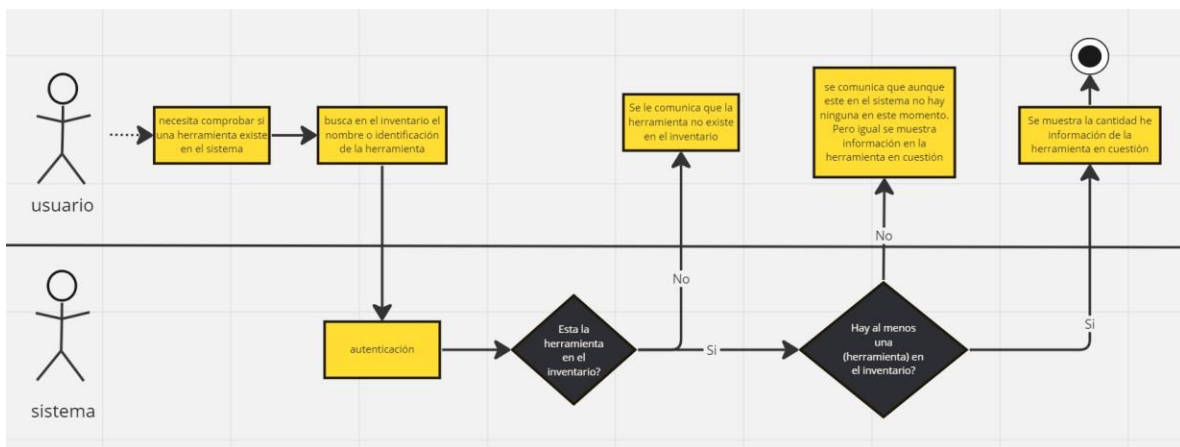 necesita comprobar si
una herramienta existe
en el sistema
busca en el inventario el
nombre o identificación
de la herramienta
Se le comunica que la
herramienta no existe
en el inventario
se comunica que aunque
este en el sistema no hay
ninguna en este momento.
Pero igual se muestra
información en la
herramienta en cuestión
Se muestra la cantidad he
información de la
herramienta en cuestión
usuario
No
No
Si
autenticación
Esta la
herramienta
en el
inventario?
Si
Hay al menos
una
(herramienta) en
el inventario?
sistema